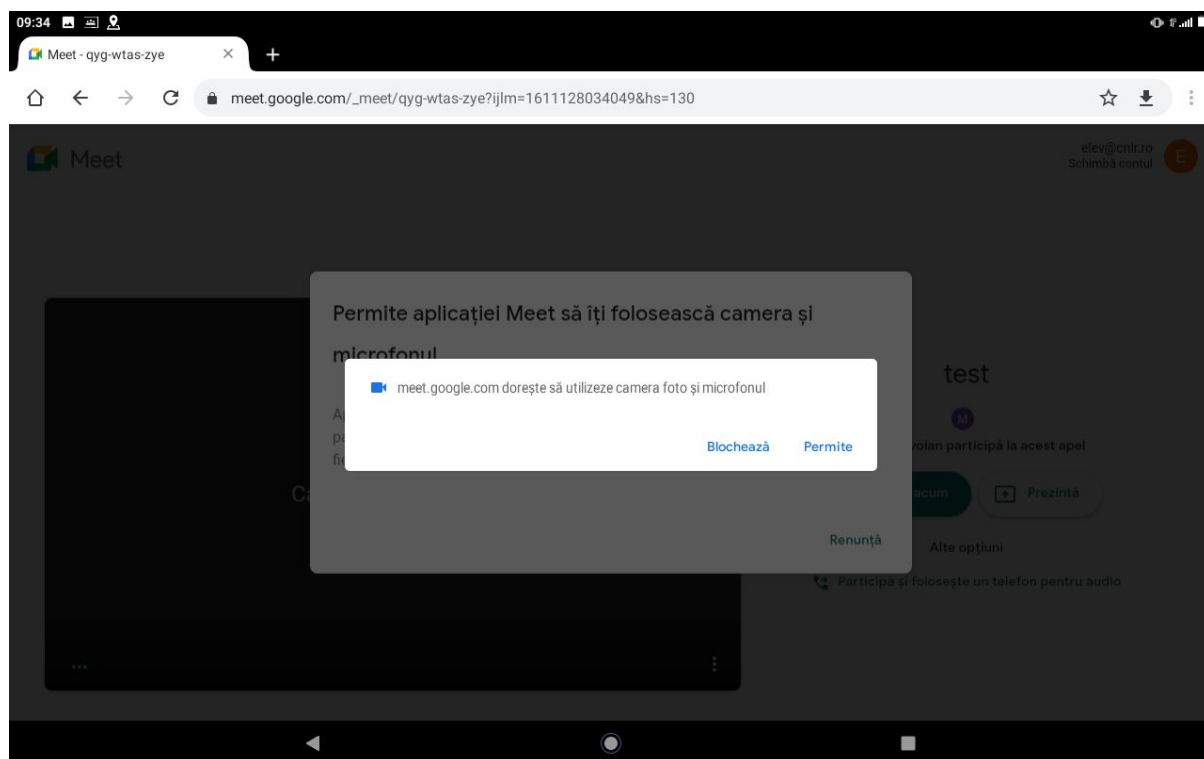 09:34
Meet - qyg-wtas-zye
meet.google.com/_meet/qyg-wtas-zye?ijlm=1611128034049&hs=130
Meet
elev@cnlr.ro
Schimbă contul
E
Permite aplicației Meet să îți folosească camera și
microfonul
meet.google.com dorește să utilizeze camera foto și microfonul
Blochează Permite
Renunță
test
M
participă la acest apel
acum
Prezintă
Alte opțiuni
Participă și folosește un telefon pentru audio